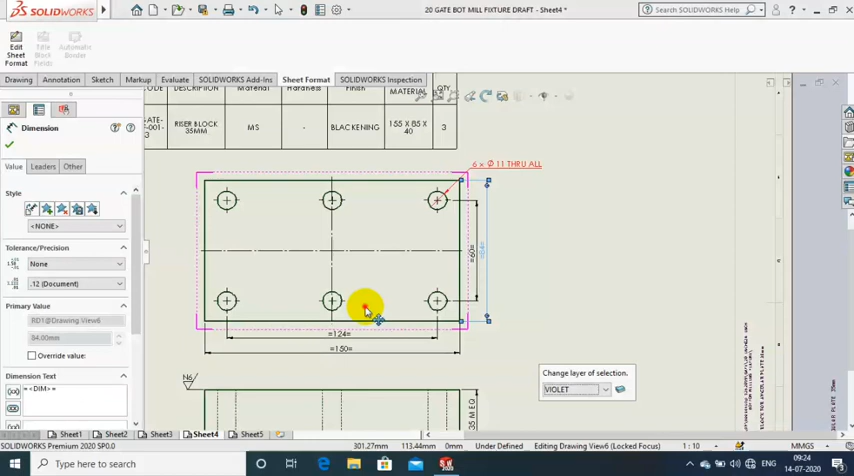 SOLIDWORKS
20 GATE BOT MILL FIXTURE DRAFT - Sheet4 *
Search SOLIDWORKS
Edit Sheet Format
Title Block Fields
Automatic Border
Drawing Annotation Sketch Markup Evaluate SOLIDWORKS Add-Ins Sheet Format SOLIDWORKS Inspection
CODE DESCRIPTION Material Hardness Finish MATERIAL QTY
RISER BLOCK 35MM MS - BLACKENING 155 X 85 X 40 3
Dimension
Value Leaders Other
Style
<NONE>
Tolerance/Precision
None
.12 (Document)
Primary Value
RD1@Drawing View6
84.00mm
Override value:
Dimension Text
=<DIM>=
6 × Ø 11 THRU ALL
=60=
=84=
=124=
=150=
N6
35 M EQ
Change layer of selection.
VIOLET
Sheet1 Sheet2 Sheet3 Sheet4 Sheet5
SOLIDWORKS Premium 2020 SP0.0
301.27mm 113.44mm 0mm Under Defined Editing Drawing View6 (Locked Focus) 1 : 10 MMGS
Type here to search
09:24
14-07-2020